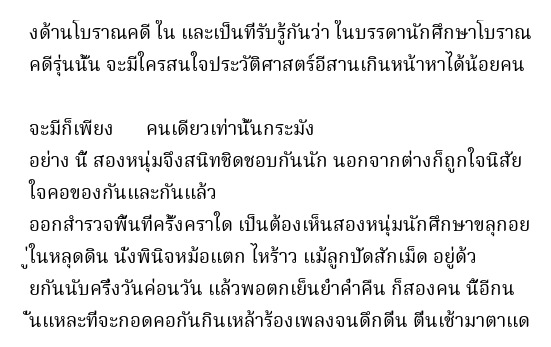 งด้านโบราณคดี ใน และเป็นที่รับรู้กันว่า ในบรรดานักศึกษาโบราณ
คดีรุ่นนั้น จะมีใครสนใจประวัติศาสตร์อีสานเกินหน้าหาได้น้อยคน
จะมีก็เพียง คนเดียวเท่านั้นกระมัง
อย่าง นี้ สองหนุ่มจึงสนิทชิดชอบกันนัก นอกจากต่างก็ถูกใจนิสัย
ใจคอของกันและกันแล้ว
ออกสำรวจพื้นที่ครั้งคราใด เป็นต้องเห็นสองหนุ่มนักศึกษาขลุกอย
ู่ในหลุดดิน นั่งพินิจหม้อแตก ไหร้าว แม้ลูกปัดสักเม็ด อยู่ด้ว
ยกันนับครึ่งวันค่อนวัน แล้วพอตกเย็นย่ำค่ำคืน ก็สองคน นี้อีกน
ั่นแหละที่จะกอดคอกันกินเหล้าร้องเพลงจนดึกดื่น ตื่นเช้ามาตาแด